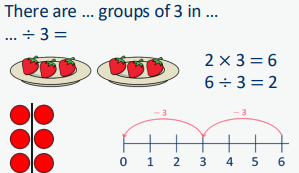 There are ... groups of 3 in ...
... ÷ 3 =
2 × 3 = 6
6 ÷ 3 = 2
– 3 – 3
0 1 2 3 4 5 6